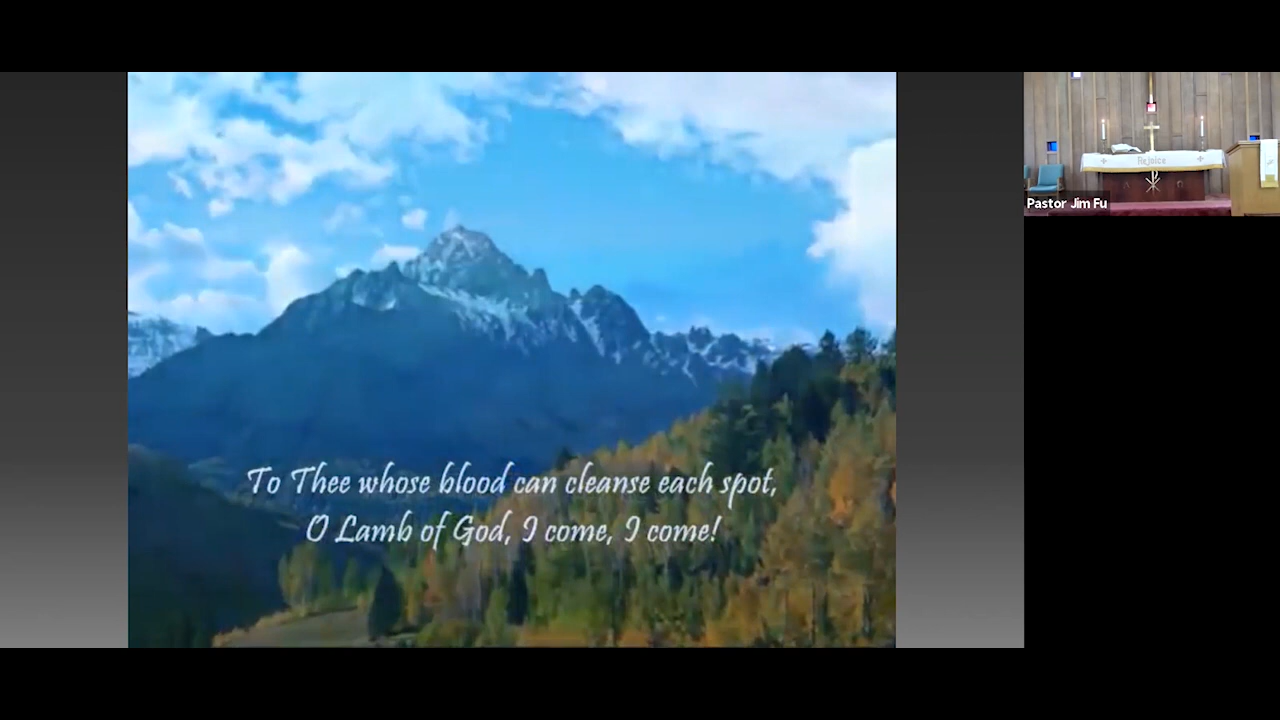 To Thee whose blood can cleanse each spot,
O Lamb of God, I come, I come!
Rejoice
Pastor Jim Fu